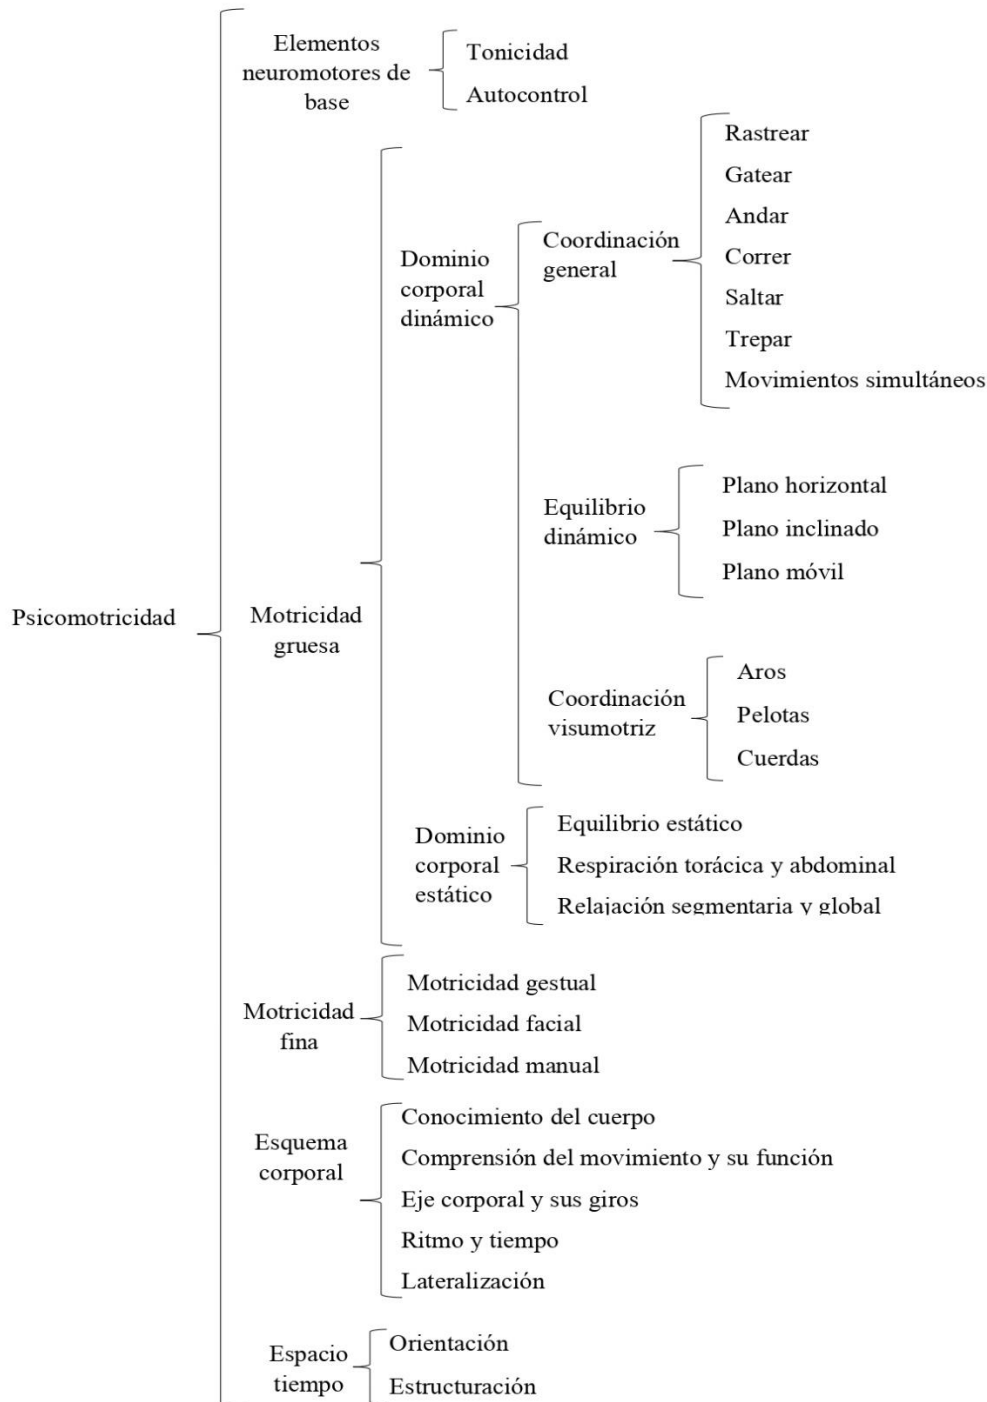 Psicomotricidad
Elementos
neuromotores de
base
Tonicidad
Autocontrol
Motricidad
gruesa
Dominio
corporal
dinámico
Coordinación
general
Rastrear
Gatear
Andar
Correr
Saltar
Trepar
Movimientos simultáneos
Equilibrio
dinámico
Plano horizontal
Plano inclinado
Plano móvil
Coordinación
visumotriz
Aros
Pelotas
Cuerdas
Dominio
corporal
estático
Equilibrio estático
Respiración torácica y abdominal
Relajación segmentaria y global
Motricidad
fina
Motricidad gestual
Motricidad facial
Motricidad manual
Esquema
corporal
Conocimiento del cuerpo
Comprensión del movimiento y su función
Eje corporal y sus giros
Ritmo y tiempo
Lateralización
Espacio
tiempo
Orientación
Estructuración